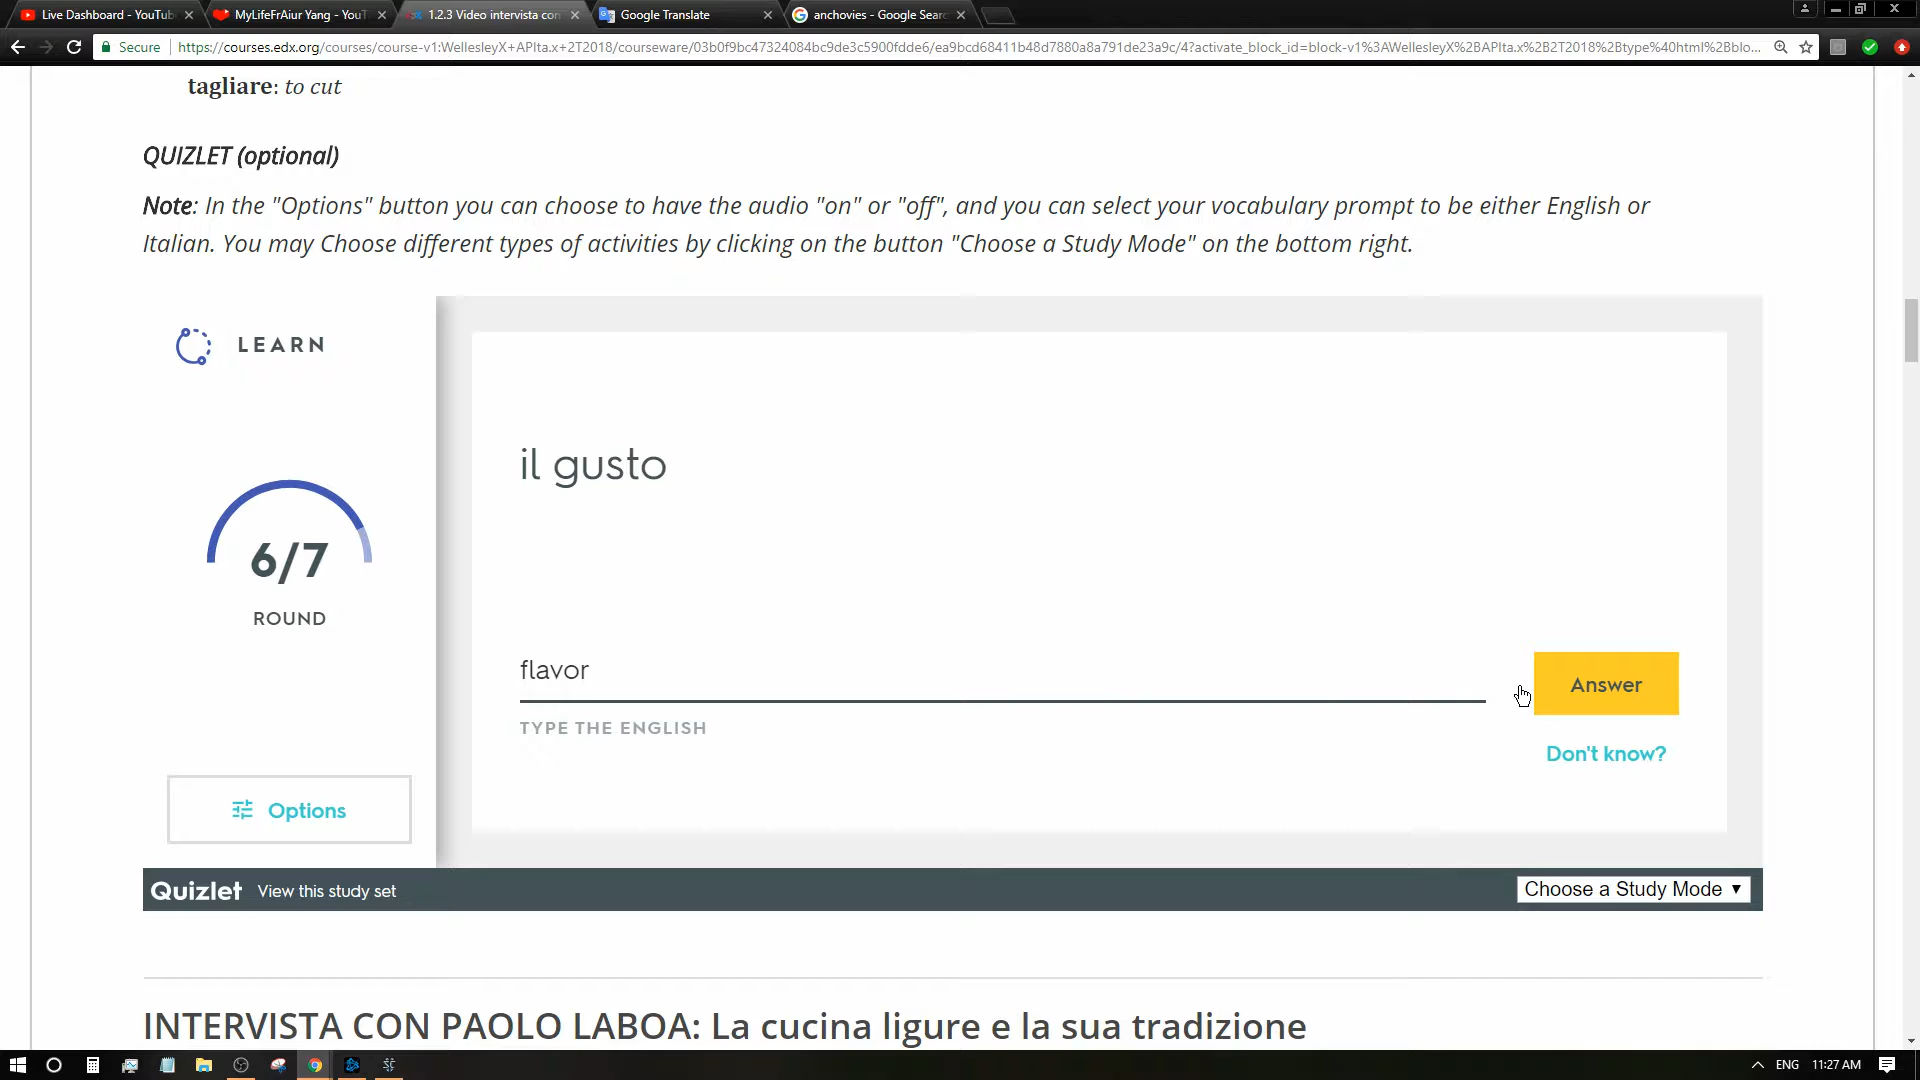 Live Dashboard - YouTub
MyLifeFrAiur Yang - YouT
1.2.3 Video intervista con
Google Translate
anchovies - Google Sear
Secure
https://courses.edx.org/courses/course-v1:WellesleyX+APIta.x+2T2018/courseware/03b0f9bc47324084bc9de3c5900fdde6/ea9bcd68411b48d7880a8a791de23a9c/4?activate_block_id=block-v1%3AWellesleyX%2BAPIta.x%2B2T2018%2Btype%40html%2Bblo...
tagliare: to cut
QUIZLET (optional)
Note: In the "Options" button you can choose to have the audio "on" or "off", and you can select your vocabulary prompt to be either English or
Italian. You may Choose different types of activities by clicking on the button "Choose a Study Mode" on the bottom right.
LEARN
il gusto
6/7
ROUND
flavor
Answer
TYPE THE ENGLISH
Don't know?
Options
Quizlet
View this study set
Choose a Study Mode
INTERVISTA CON PAOLO LABOA: La cucina ligure e la sua tradizione
ENG
11:27 AM